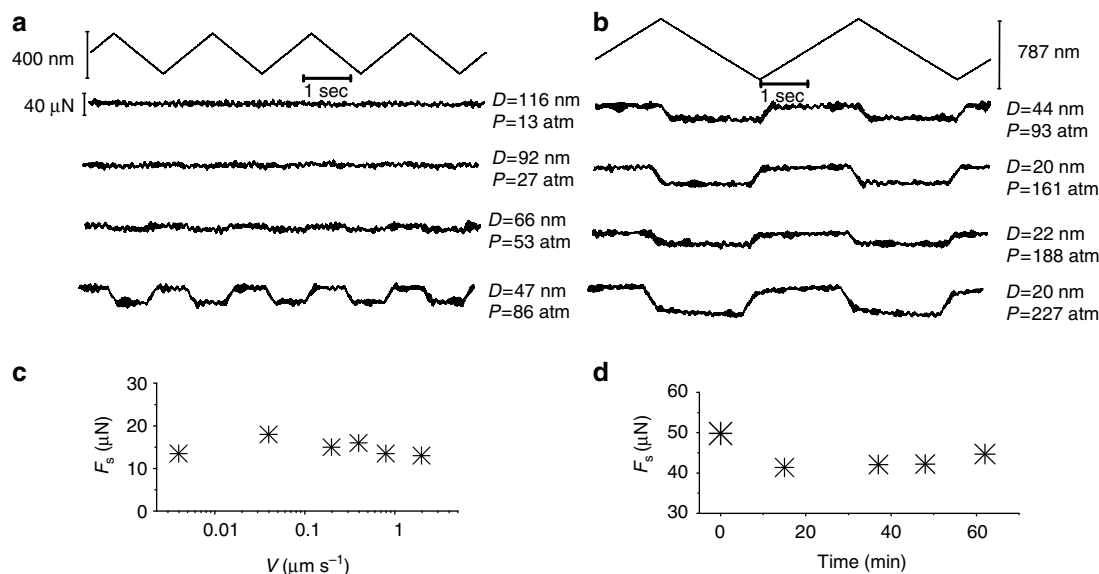 a
400 nm
1 sec
40 μN
D=116 nm
P=13 atm
D=92 nm
P=27 atm
D=66 nm
P=53 atm
D=47 nm
P=86 atm
b
787 nm
1 sec
D=44 nm
P=93 atm
D=20 nm
P=161 atm
D=22 nm
P=188 atm
D=20 nm
P=227 atm
c
30
20
10
0
Fs (μN)
0.01
0.1
1
V (μm s⁻¹)
d
60
50
40
30
Fs (μN)
0
20
40
60
Time (min)